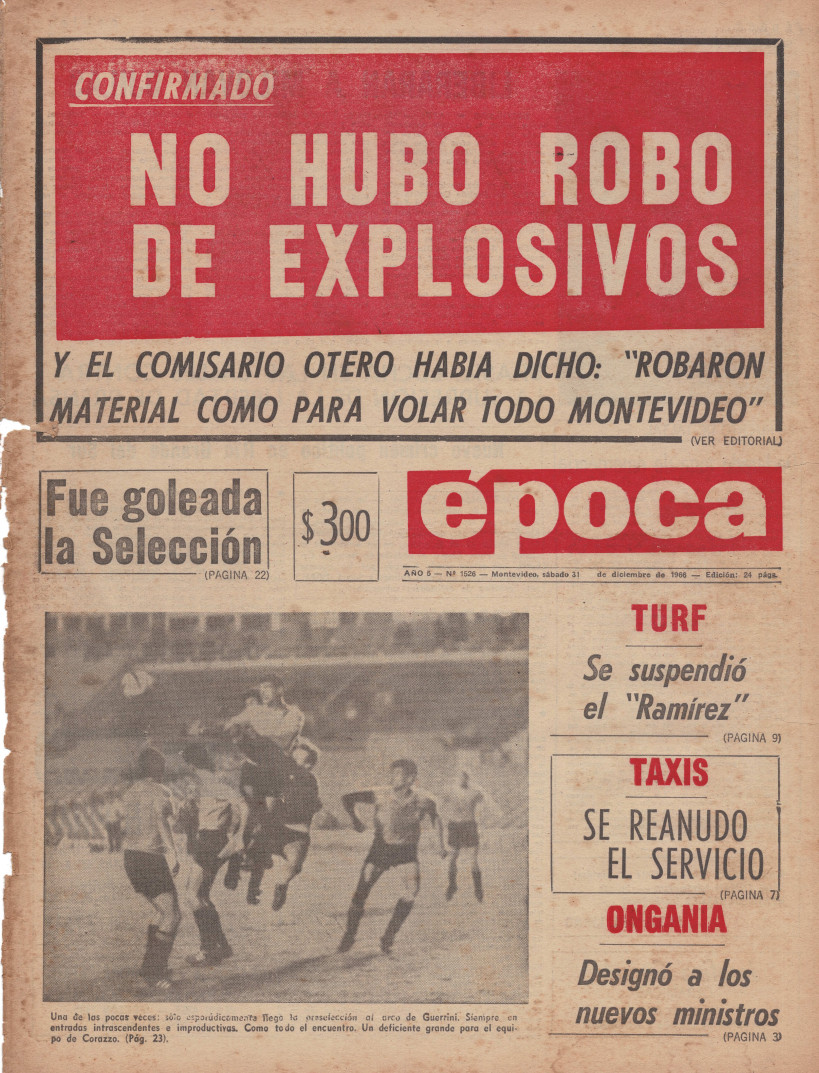 CONFIRMADO
NO HUBO ROBO
DE EXPLOSIVOS
Y EL COMISARIO OTERO HABIA DICHO: "ROBARON
MATERIAL COMO PARA VOLAR TODO MONTEVIDEO"
(VER EDITORIAL)
Fue goleada
la Selección
(PAGINA 22)
$ 3.00
época
AÑO 5 — Nº 1526 — Montevideo, sábado 31 de diciembre de 1966 — Edición: 24 págs.
TURF
Se suspendió
el "Ramírez"
(PAGINA 9)
TAXIS
SE REANUDO
EL SERVICIO
(PAGINA 7)
ONGANIA
Designó a los
nuevos ministros
(PAGINA 3)
Una de las pocas veces: sólo esporádicamente llegó la preselección al arco de Guerrini. Siempre en
entradas intrascendentes e improductivas. Como todo el encuentro. Un deficiente grande para el equi-
po de Corazzo. (Pág. 23).